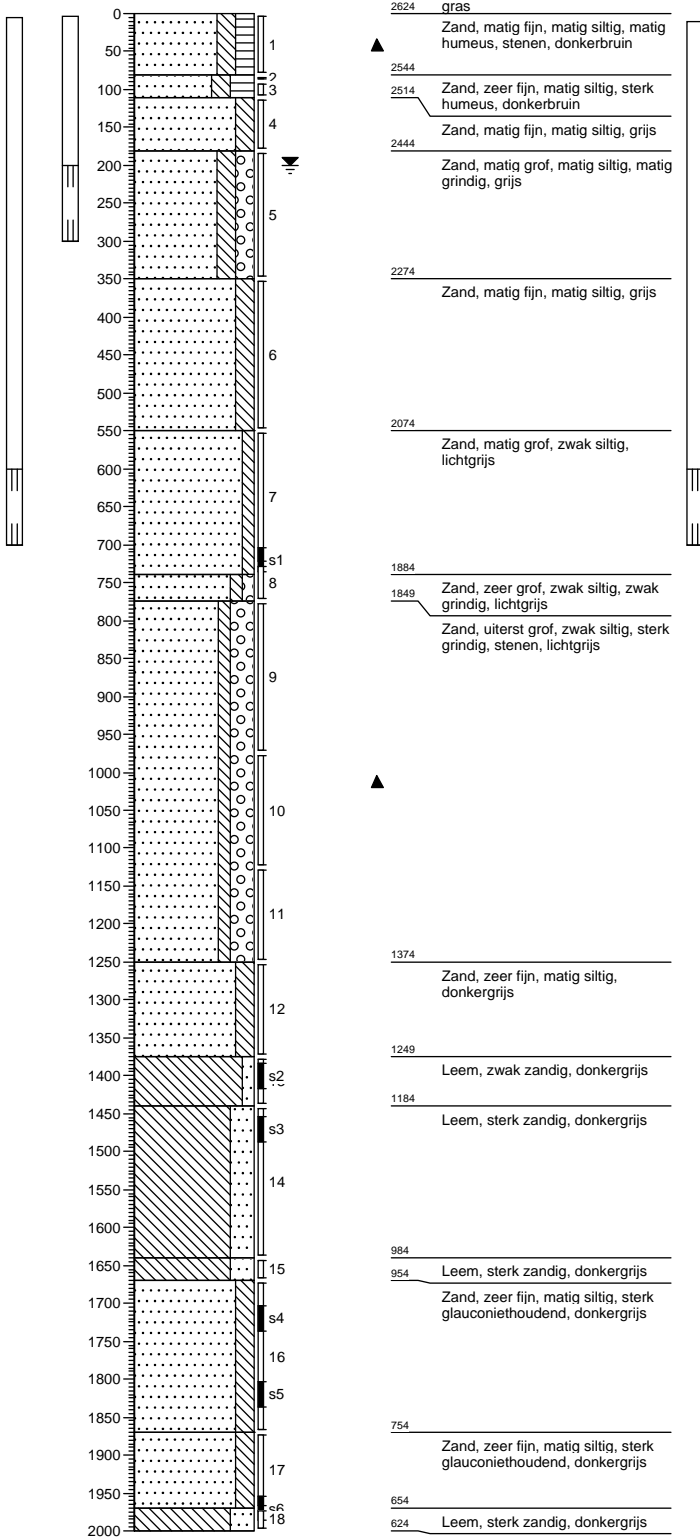 0
50
100
150
200
250
300
350
400
450
500
550
600
650
700
750
800
850
900
950
1000
1050
1100
1150
1200
1250
1300
1350
1400
1450
1500
1550
1600
1650
1700
1750
1800
1850
1900
1950
2000
1
2
3
4
5
6
7
s1
8
9
10
11
12
s2
s3
14
15
s4
16
s5
17
s6
18
2624 gras
Zand, matig fijn, matig siltig, matig
humeus, stenen, donkerbruin
2544
Zand, zeer fijn, matig siltig, sterk
humeus, donkerbruin
2514
Zand, matig fijn, matig siltig, grijs
2444
Zand, matig grof, matig siltig, matig
grindig, grijs
2274
Zand, matig fijn, matig siltig, grijs
2074
Zand, matig grof, zwak siltig,
lichtgrijs
1884
Zand, zeer grof, zwak siltig, zwak
grindig, lichtgrijs
1849
Zand, uiterst grof, zwak siltig, sterk
grindig, stenen, lichtgrijs
1374
Zand, zeer fijn, matig siltig,
donkergrijs
1249
Leem, zwak zandig, donkergrijs
1184
Leem, sterk zandig, donkergrijs
984
Leem, sterk zandig, donkergrijs
954
Zand, zeer fijn, matig siltig, sterk
glauconiethoudend, donkergrijs
754
Zand, zeer fijn, matig siltig, sterk
glauconiethoudend, donkergrijs
654
Leem, sterk zandig, donkergrijs
624